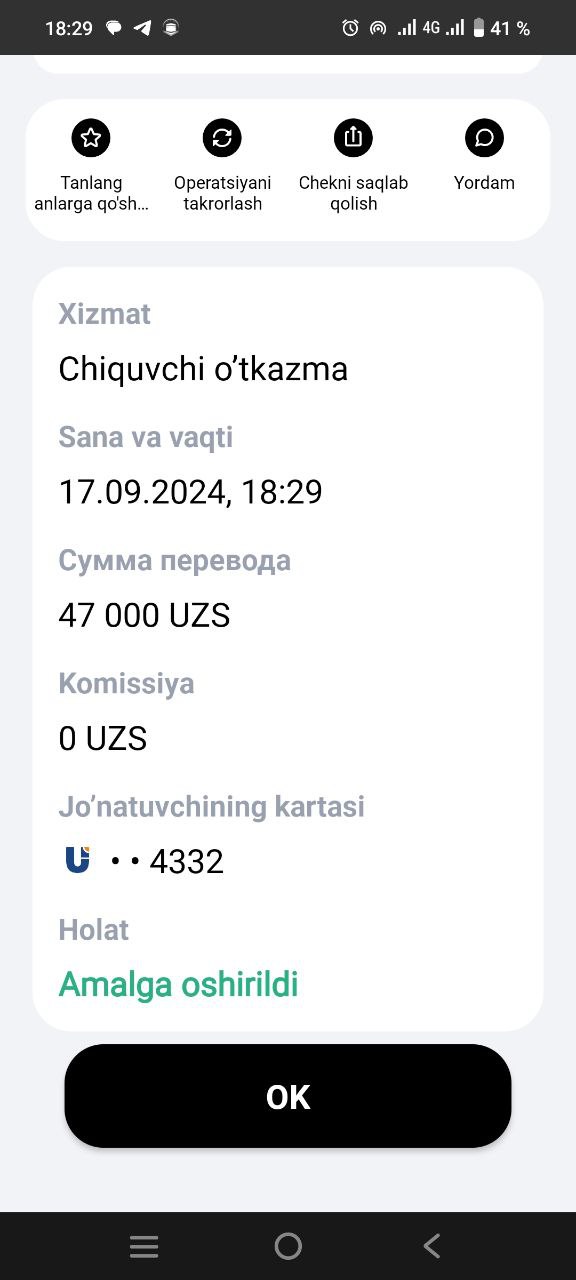 18:29 4G 41 %
Tanlang
anlarga qo'sh...
Operatsiyani
takrorlash
Chekni saqlab
qolish
Yordam
Xizmat
Chiquvchi o’tkazma
Sana va vaqti
17.09.2024, 18:29
Сумма перевода
47 000 UZS
Komissiya
0 UZS
Jo’natuvchining kartasi
U • • 4332
Holat
Amalga oshirildi
OK